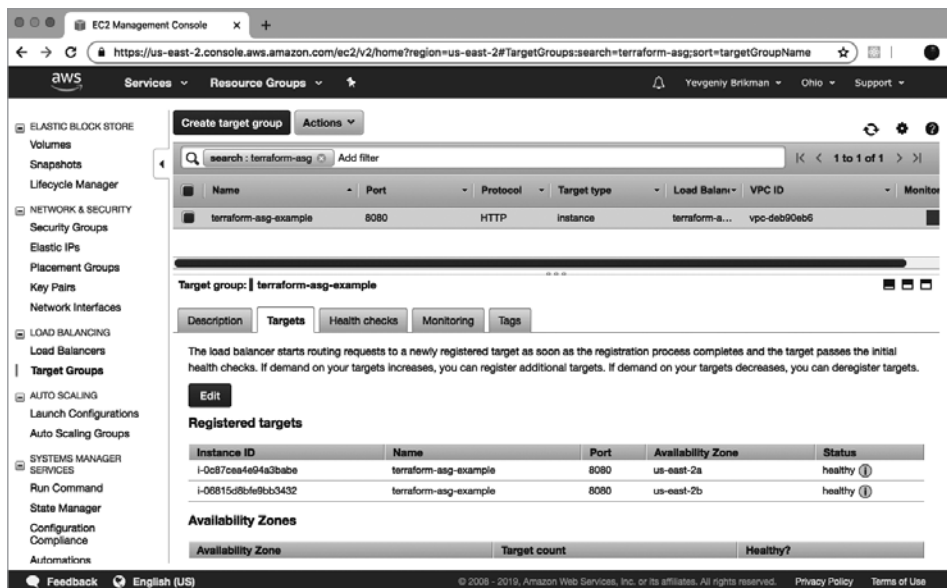 EC2 Management Console
https://us-east-2.console.aws.amazon.com/ec2/v2/home?region=us-east-2#TargetGroups:search=terraform-asg;sort=targetGroupName
aws Services Resource Groups Yevgeniy Brikman Ohio Support
ELASTIC BLOCK STORE
Volumes
Snapshots
Lifecycle Manager
NETWORK & SECURITY
Security Groups
Elastic IPs
Placement Groups
Key Pairs
Network Interfaces
LOAD BALANCING
Load Balancers
Target Groups
AUTO SCALING
Launch Configurations
Auto Scaling Groups
SYSTEMS MANAGER
SERVICES
Run Command
State Manager
Configuration
Compliance
Automations
Create target group Actions
search : terraform-asg Add filter 1 to 1 of 1
Name Port Protocol Target type Load Balan VPC ID Monitor
terraform-asg-example 8080 HTTP instance terraform-a... vpc-deb90eb6
Target group: terraform-asg-example
Description Targets Health checks Monitoring Tags
The load balancer starts routing requests to a newly registered target as soon as the registration process completes and the target passes the initial
health checks. If demand on your targets increases, you can register additional targets. If demand on your targets decreases, you can deregister targets.
Edit
Registered targets
Instance ID Name Port Availability Zone Status
i-0c87cea4e94a3babe terraform-asg-example 8080 us-east-2a healthy
i-06815d8bfe9bb3432 terraform-asg-example 8080 us-east-2b healthy
Availability Zones
Availability Zone Target count Healthy?
Feedback English (US) © 2008 - 2019, Amazon Web Services, Inc. or its affiliates. All rights reserved. Privacy Policy Terms of Use